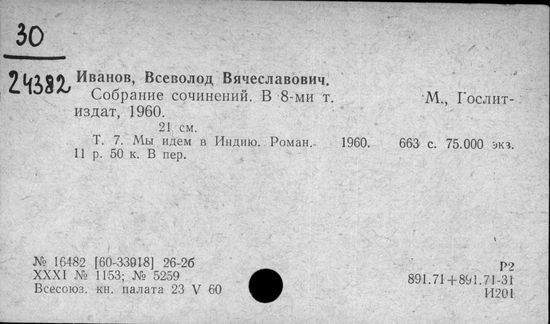 30
24382
Иванов, Всеволод Вячеславович.
Собрание сочинений. В 8-ми т. М., Гослит-
издат, 1960.
21 см.
Т. 7. Мы идем в Индию. Роман. 1960. 663 с. 75.000 экз.
11 р. 50 к. В пер.
№ 16482 [60-33918] 26-2б
XXXI № 1153; № 5259
Всесоюз. кн. палата 23 V 60
Р2
891.71+891.71-31
И201